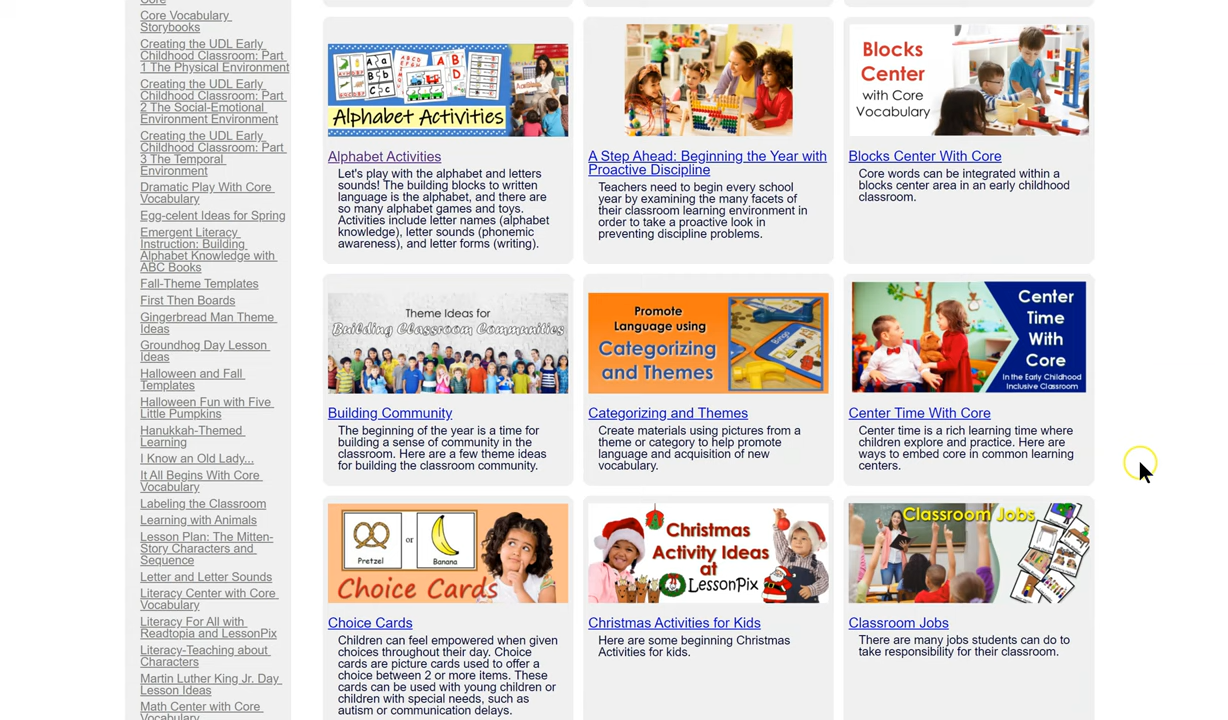 Core
Core Vocabulary
Storybooks
Creating the UDL Early
Childhood Classroom: Part
1 The Physical Environment
Creating the UDL Early
Childhood Classroom: Part
2 The Social-Emotional
Environment Environment
Creating the UDL Early
Childhood Classroom: Part
3 The Temporal
Environment
Dramatic Play With Core
Vocabulary
Egg-celent Ideas for Spring
Emergent Literacy
Instruction: Building
Alphabet Knowledge with
ABC Books
Fall-Theme Templates
First Then Boards
Gingerbread Man Theme
Ideas
Groundhog Day Lesson
Ideas
Halloween and Fall
Templates
Halloween Fun with Five
Little Pumpkins
Hanukkah-Themed
Learning
I Know an Old Lady...
It All Begins With Core
Vocabulary
Labeling the Classroom
Learning with Animals
Lesson Plan: The Mitten-
Story Characters and
Sequence
Letter and Letter Sounds
Literacy Center with Core
Vocabulary
Literacy For All with
Readtopia and LessonPix
Literacy-Teaching about
Characters
Martin Luther King Jr. Day
Lesson Ideas
Math Center with Core
Vocabulary
Alphabet Activities
Alphabet Activities
Let's play with the alphabet and letters
sounds! The building blocks to written
language is the alphabet, and there are
so many alphabet games and toys.
Activities include letter names (alphabet
knowledge), letter sounds (phonemic
awareness), and letter forms (writing).
A Step Ahead: Beginning the Year with
Proactive Discipline
Teachers need to begin every school
year by examining the many facets of
their classroom learning environment in
order to take a proactive look in
preventing discipline problems.
Blocks
Center
with Core
Vocabulary
Blocks Center With Core
Core words can be integrated within a
blocks center area in an early childhood
classroom.
Theme Ideas for
Building Classroom Communities
Building Community
The beginning of the year is a time for
building a sense of community in the
classroom. Here are a few theme ideas
for building the classroom community.
Promote
Language using
Categorizing
and Themes
Categorizing and Themes
Create materials using pictures from a
theme or category to help promote
language and acquisition of new
vocabulary.
Center
Time
With
Core
In the Early Childhood
Inclusive Classroom
Center Time With Core
Center time is a rich learning time where
children explore and practice. Here are
ways to embed core in common learning
centers.
Pretzel
or
Banana
Choice Cards
Choice Cards
Children can feel empowered when given
choices throughout their day. Choice
cards are picture cards used to offer a
choice between 2 or more items. These
cards can be used with young children or
children with special needs, such as
autism or communication delays.
Christmas
Activity Ideas
at
LessonPix
Christmas Activities for Kids
Here are some beginning Christmas
Activities for kids.
Classroom Jobs
Classroom Jobs
There are many jobs students can do to
take responsibility for their classroom.